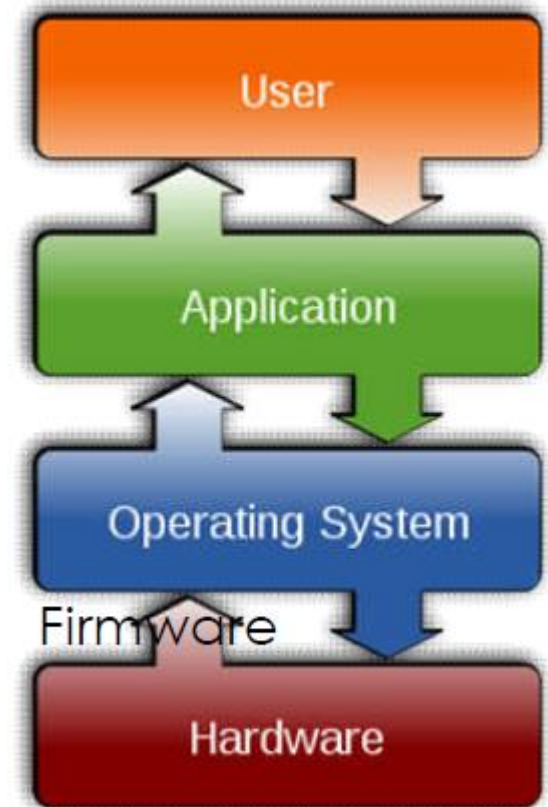 User
Application
Operating System
Firmware
Hardware